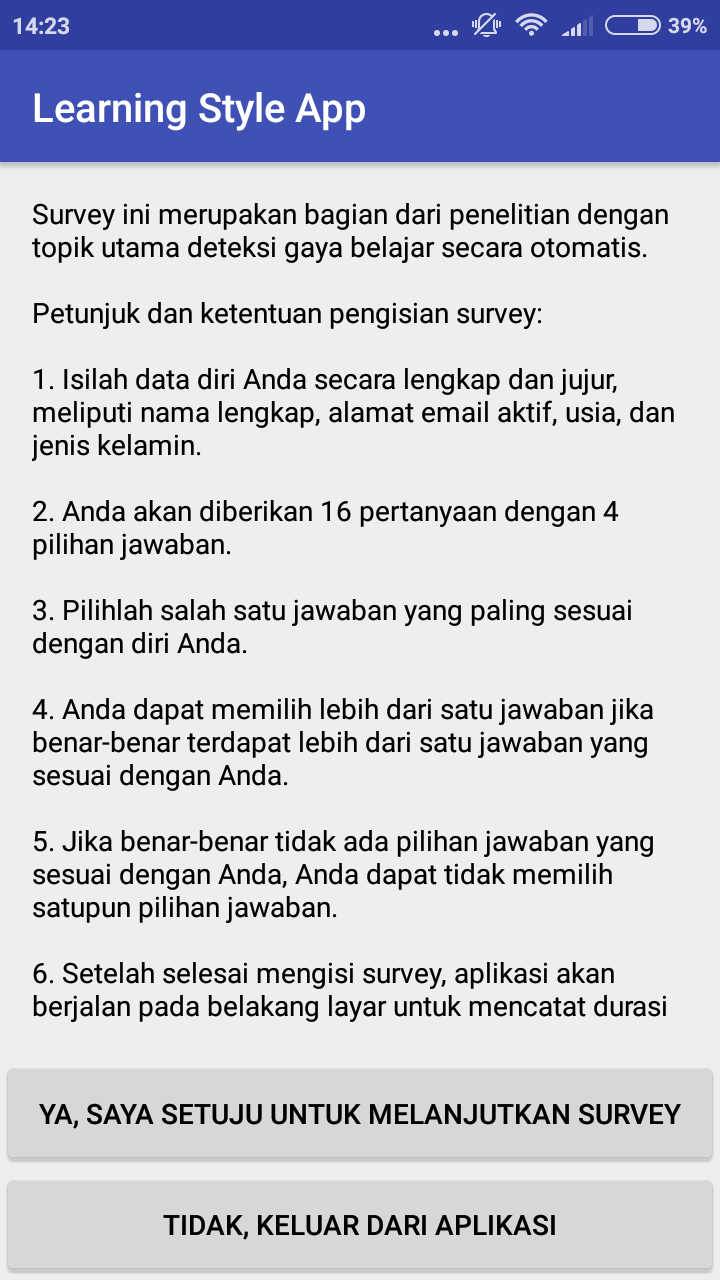 14:23
... 39%
Learning Style App
Survey ini merupakan bagian dari penelitian dengan
topik utama deteksi gaya belajar secara otomatis.
Petunjuk dan ketentuan pengisian survey:
1. Isilah data diri Anda secara lengkap dan jujur,
meliputi nama lengkap, alamat email aktif, usia, dan
jenis kelamin.
2. Anda akan diberikan 16 pertanyaan dengan 4
pilihan jawaban.
3. Pilihlah salah satu jawaban yang paling sesuai
dengan diri Anda.
4. Anda dapat memilih lebih dari satu jawaban jika
benar-benar terdapat lebih dari satu jawaban yang
sesuai dengan Anda.
5. Jika benar-benar tidak ada pilihan jawaban yang
sesuai dengan Anda, Anda dapat tidak memilih
satupun pilihan jawaban.
6. Setelah selesai mengisi survey, aplikasi akan
berjalan pada belakang layar untuk mencatat durasi
YA, SAYA SETUJU UNTUK MELANJUTKAN SURVEY
TIDAK, KELUAR DARI APLIKASI